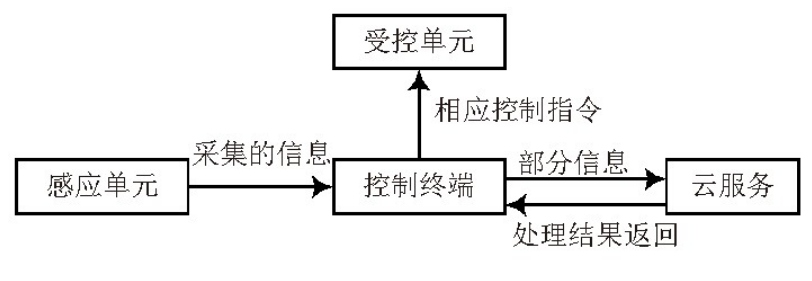 受控单元
相应控制指令
采集的信息
部分信息
感应单元
控制终端
云服务
处理结果返回